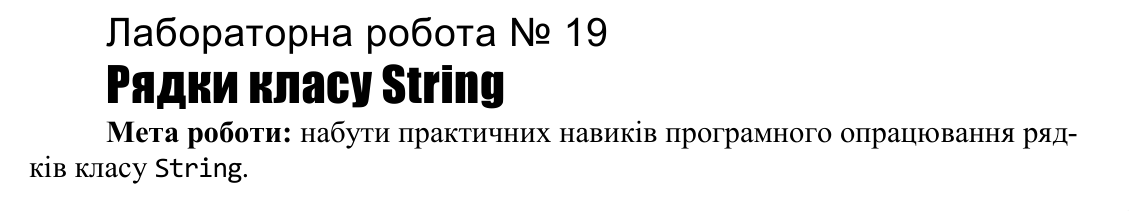 Лабораторна робота № 19
Рядки класу String
Мета роботи: набути практичних навиків програмного опрацювання ряд-
ків класу String.